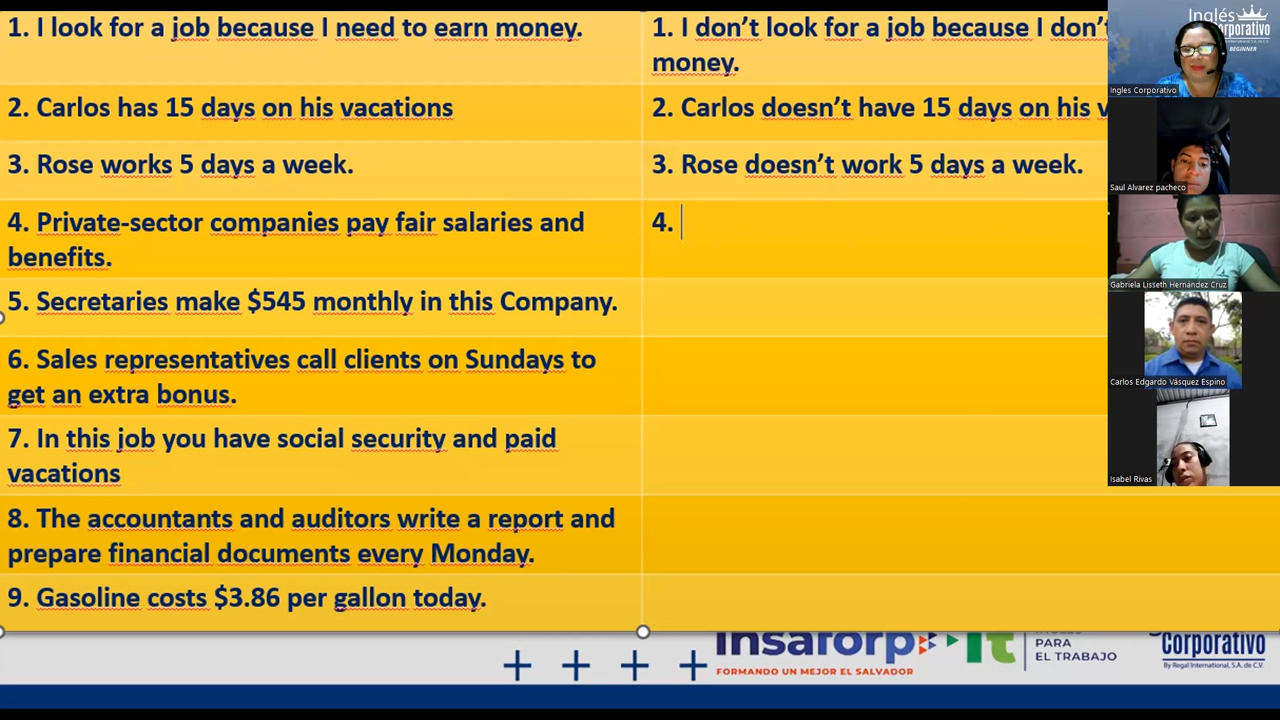 1. I look for a job because I need to earn money.
2. Carlos has 15 days on his vacations
3. Rose works 5 days a week.
4. Private-sector companies pay fair salaries and
benefits.
5. Secretaries make $545 monthly in this Company.
6. Sales representatives call clients on Sundays to
get an extra bonus.
7. In this job you have social security and paid
vacations
8. The accountants and auditors write a report and
prepare financial documents every Monday.
9. Gasoline costs $3.86 per gallon today.
1. I don’t look for a job because I don’t
money.
2. Carlos doesn’t have 15 days on his
3. Rose doesn’t work 5 days a week.
4.
Inglés
Corporativo
BEGINNER
Ingles Corporativo
Saul Alvarez pacheco
Gabriela Lisseth Hernández Cruz
Carlos Edgardo Vásquez Espino
Isabel Rivas
insaforp
FORMANDO UN MEJOR EL SALVADOR
it
PARA
EL TRABAJO
Corporativo
By Regal International, S.A. de C.V.